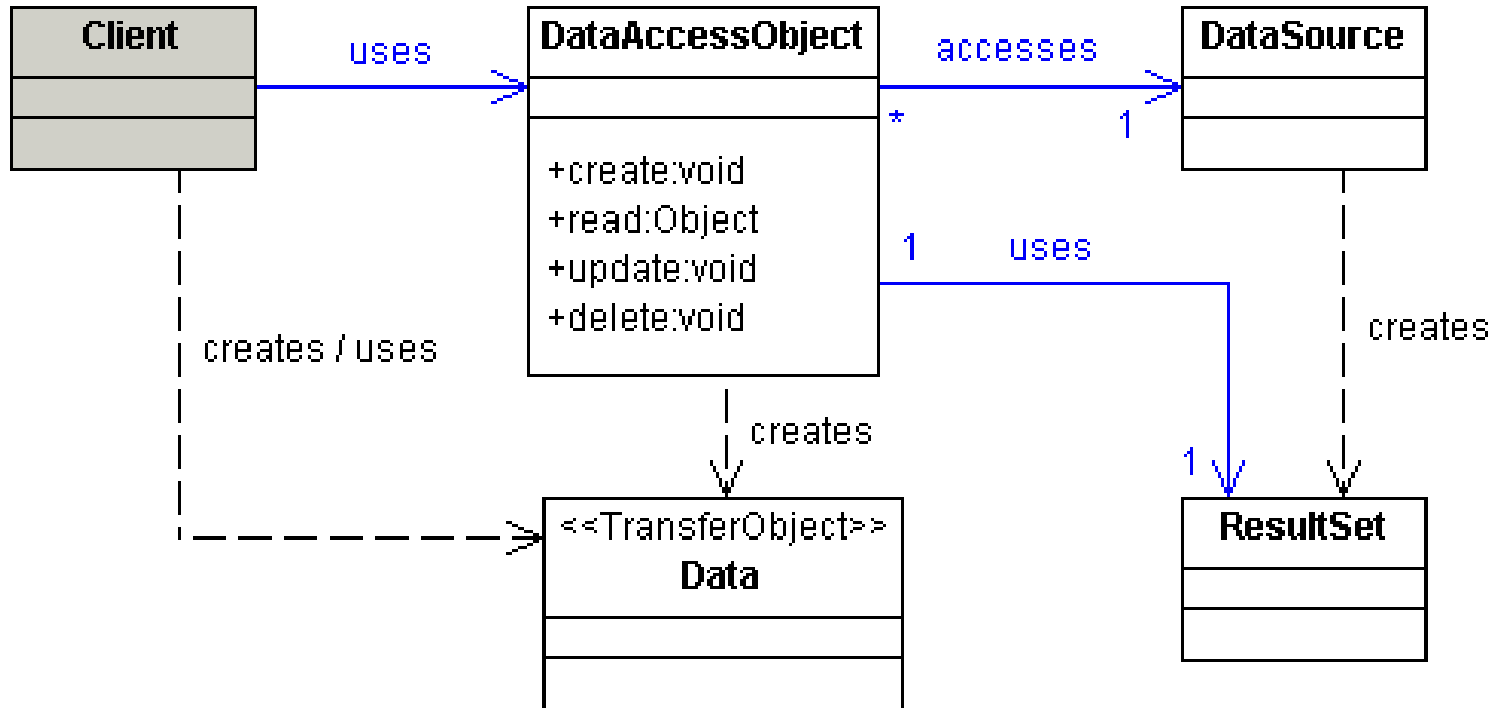 Client
uses
DataAccessObject
accesses
DataSource
*
1
+create:void
+read:Object
+update:void
+delete:void
1
uses
creates / uses
creates
creates
1
<<TransferObject>>
Data
ResultSet